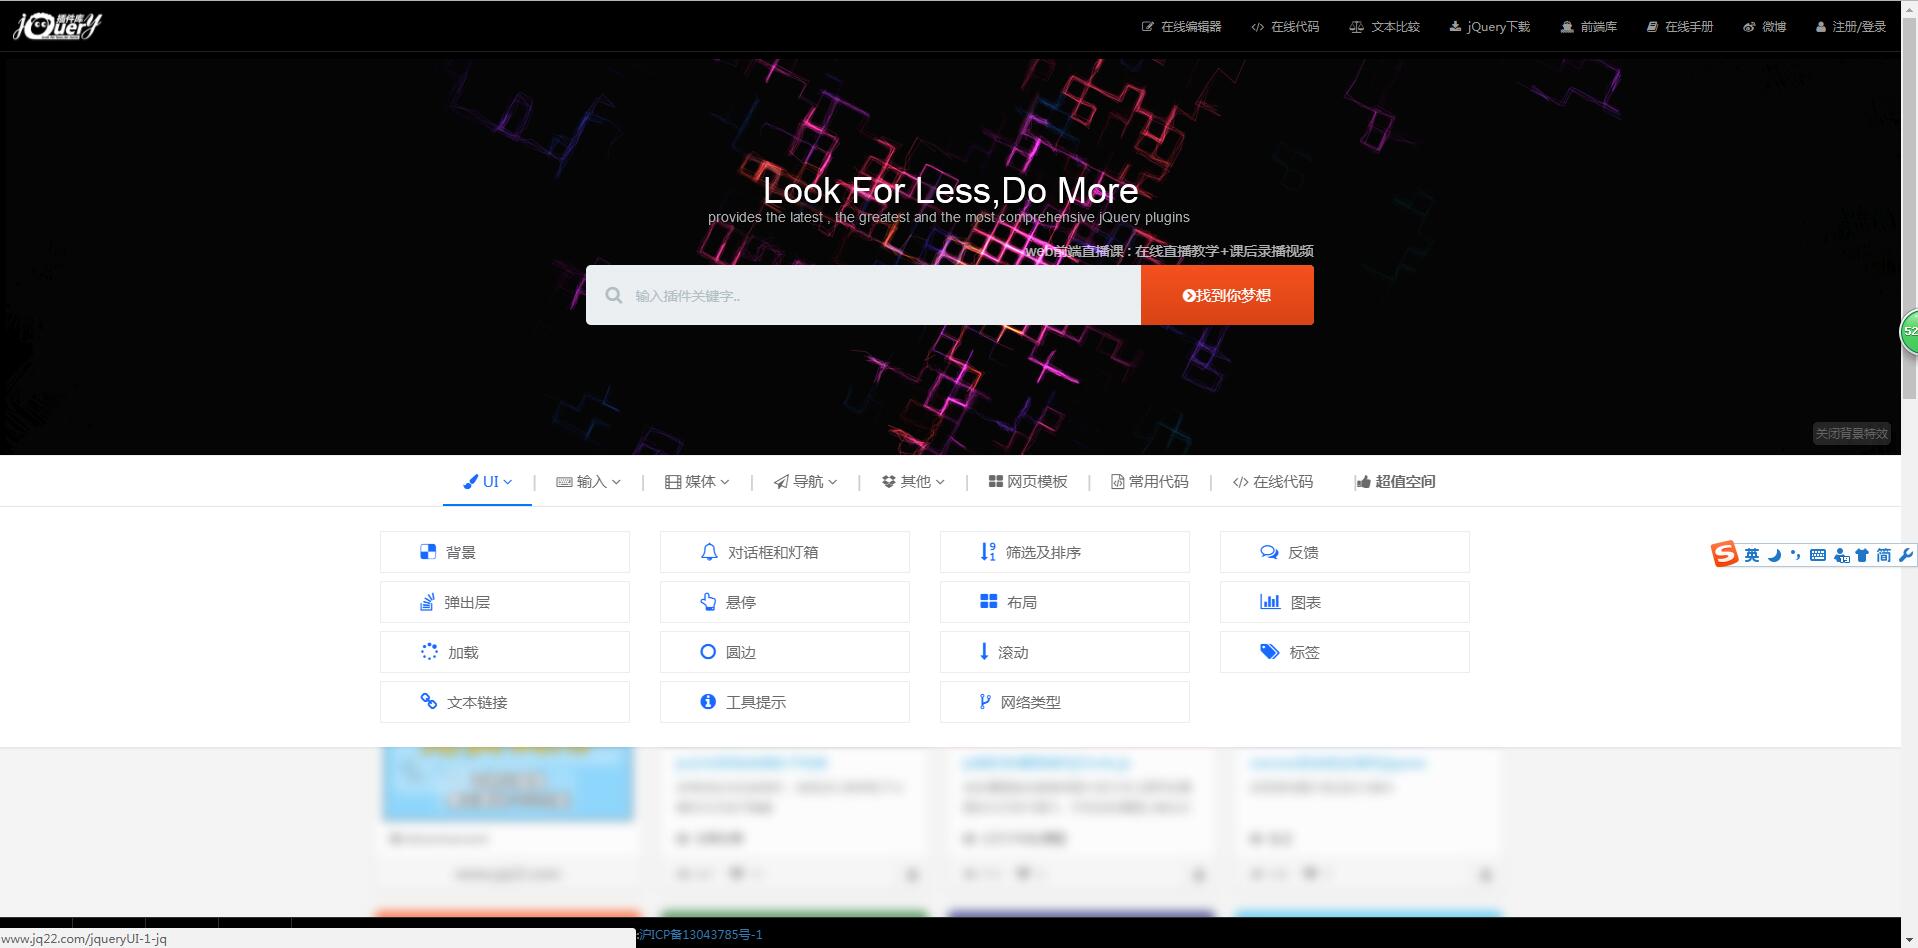 jQuery 插件库
在线编辑器 在线代码 文本比较 jQuery下载 前端库 在线手册 微博 注册/登录
Look For Less,Do More
provides the latest , the greatest and the most comprehensive jQuery plugins
web前端直播课 : 在线直播教学+课后录播视频
输入插件关键字.. 找到你梦想
52
关闭背景特效
UI | 输入 | 媒体 | 导航 | 其他 | 网页模板 | 常用代码 | 在线代码 | 超值空间
背景 对话框和灯箱 筛选及排序 反馈
英 简
弹出层 悬停 布局 图表
加载 圆边 滚动 标签
文本链接 工具提示 网络类型
www.jq22.com/jqueryUI-1-jq :沪ICP备13043785号-1